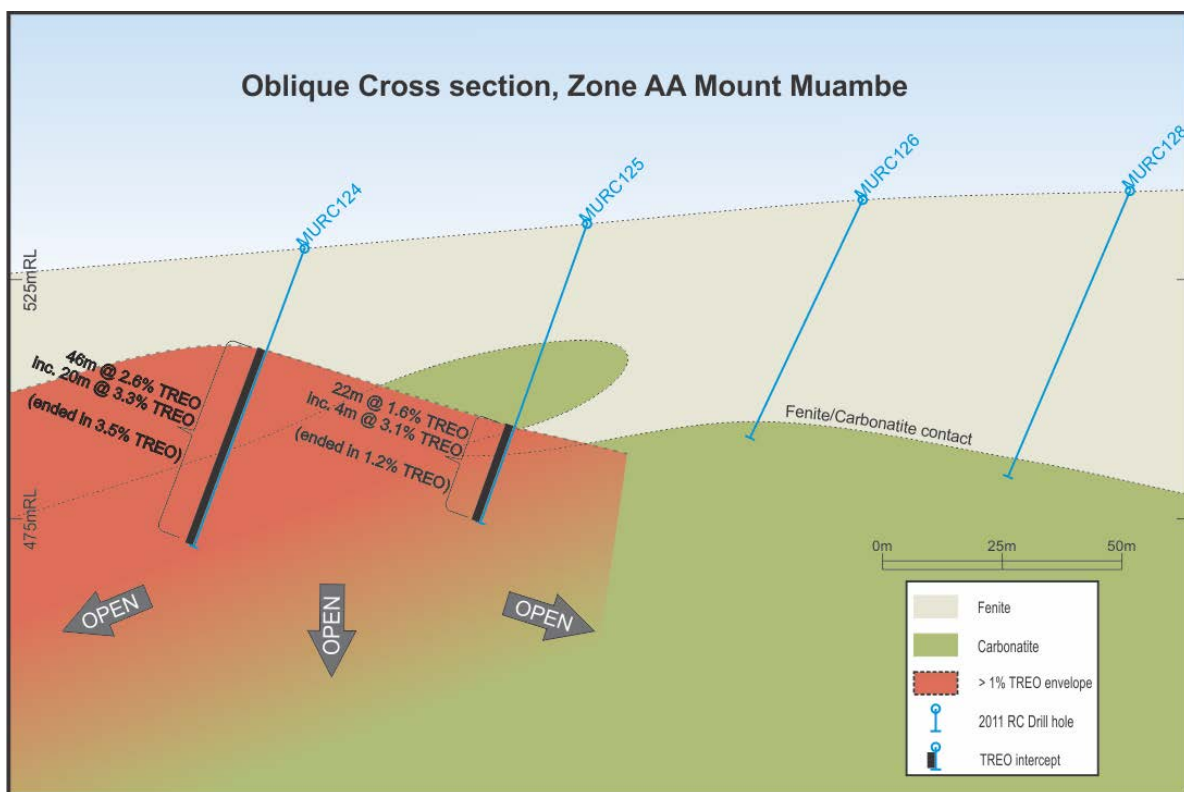 Oblique Cross section, Zone AA Mount Muambe
MURC124
MURC125
MURC126
MURC128
525mRL
475mRL
46m @ 2.6% TREO
inc. 20m @ 3.3% TREO
(ended in 3.5% TREO)
22m @ 1.6% TREO
inc. 4m @ 3.1% TREO
(ended in 1.2% TREO)
Fenite/Carbonatite contact
OPEN
OPEN
OPEN
0m 25m 50m
Fenite
Carbonatite
> 1% TREO envelope
2011 RC Drill hole
TREO intercept